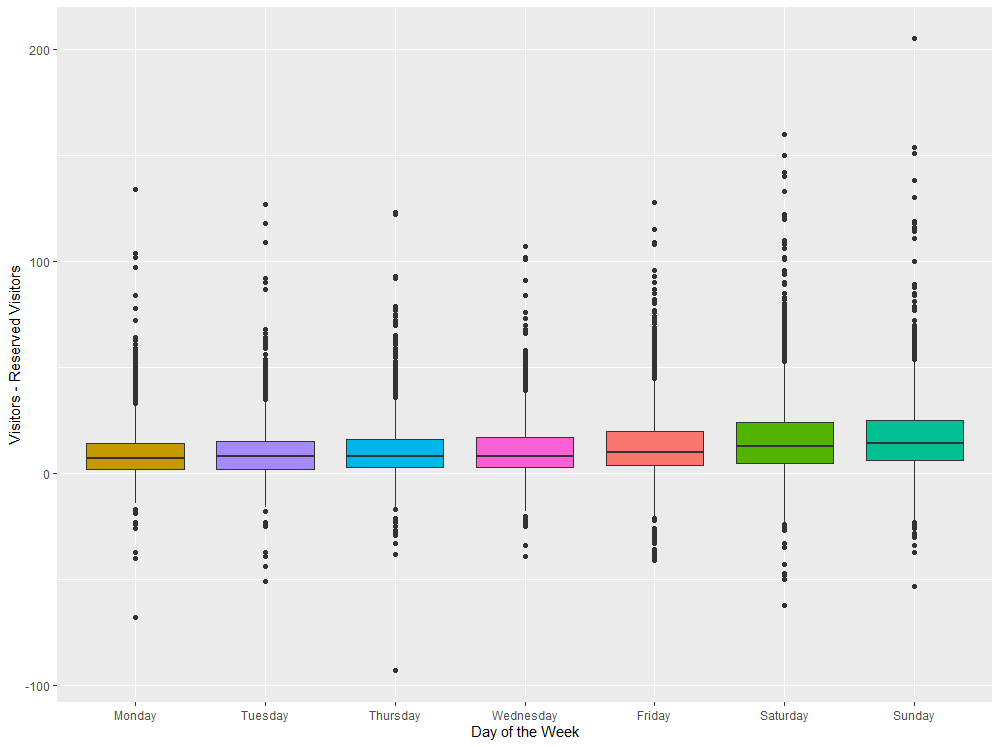 Visitors - Reserved Visitors
200
100
0
-100
Monday Tuesday Thursday Wednesday Friday Saturday Sunday
Day of the Week